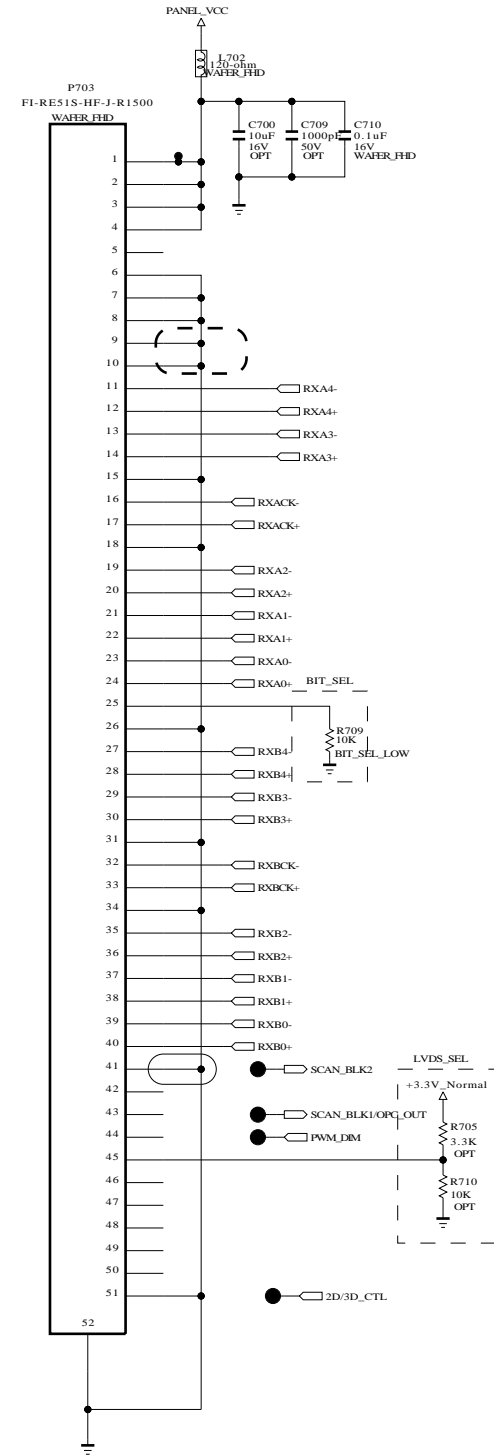 PANEL_VCC
L702
120-ohm
WAFER_FHD
P703
FI-RE51S-HF-J-R1500
WAFER_FHD
C700
10uF
16V
OPT
C709
1000pF
50V
OPT
C710
0.1uF
16V
WAFER_FHD
1
2
3
4
5
6
7
8
9
10
11 RXA4-
12 RXA4+
13 RXA3-
14 RXA3+
15
16 RXACK-
17 RXACK+
18
19 RXA2-
20 RXA2+
21 RXA1-
22 RXA1+
23 RXA0-
24 RXA0+
BIT_SEL
25
R709
10K
BIT_SEL_LOW
26
27 RXB4-
28 RXB4+
29 RXB3-
30 RXB3+
31
32 RXBCK-
33 RXBCK+
34
35 RXB2-
36 RXB2+
37 RXB1-
38 RXB1+
39 RXB0-
40 RXB0+
LVDS_SEL
41 SCAN_BLK2
+3.3V_Normal
42
43 SCAN_BLK1/OPC_OUT
R705
3.3K
OPT
44 PWM_DIM
45
R710
10K
OPT
46
47
48
49
50
51 2D/3D_CTL
52